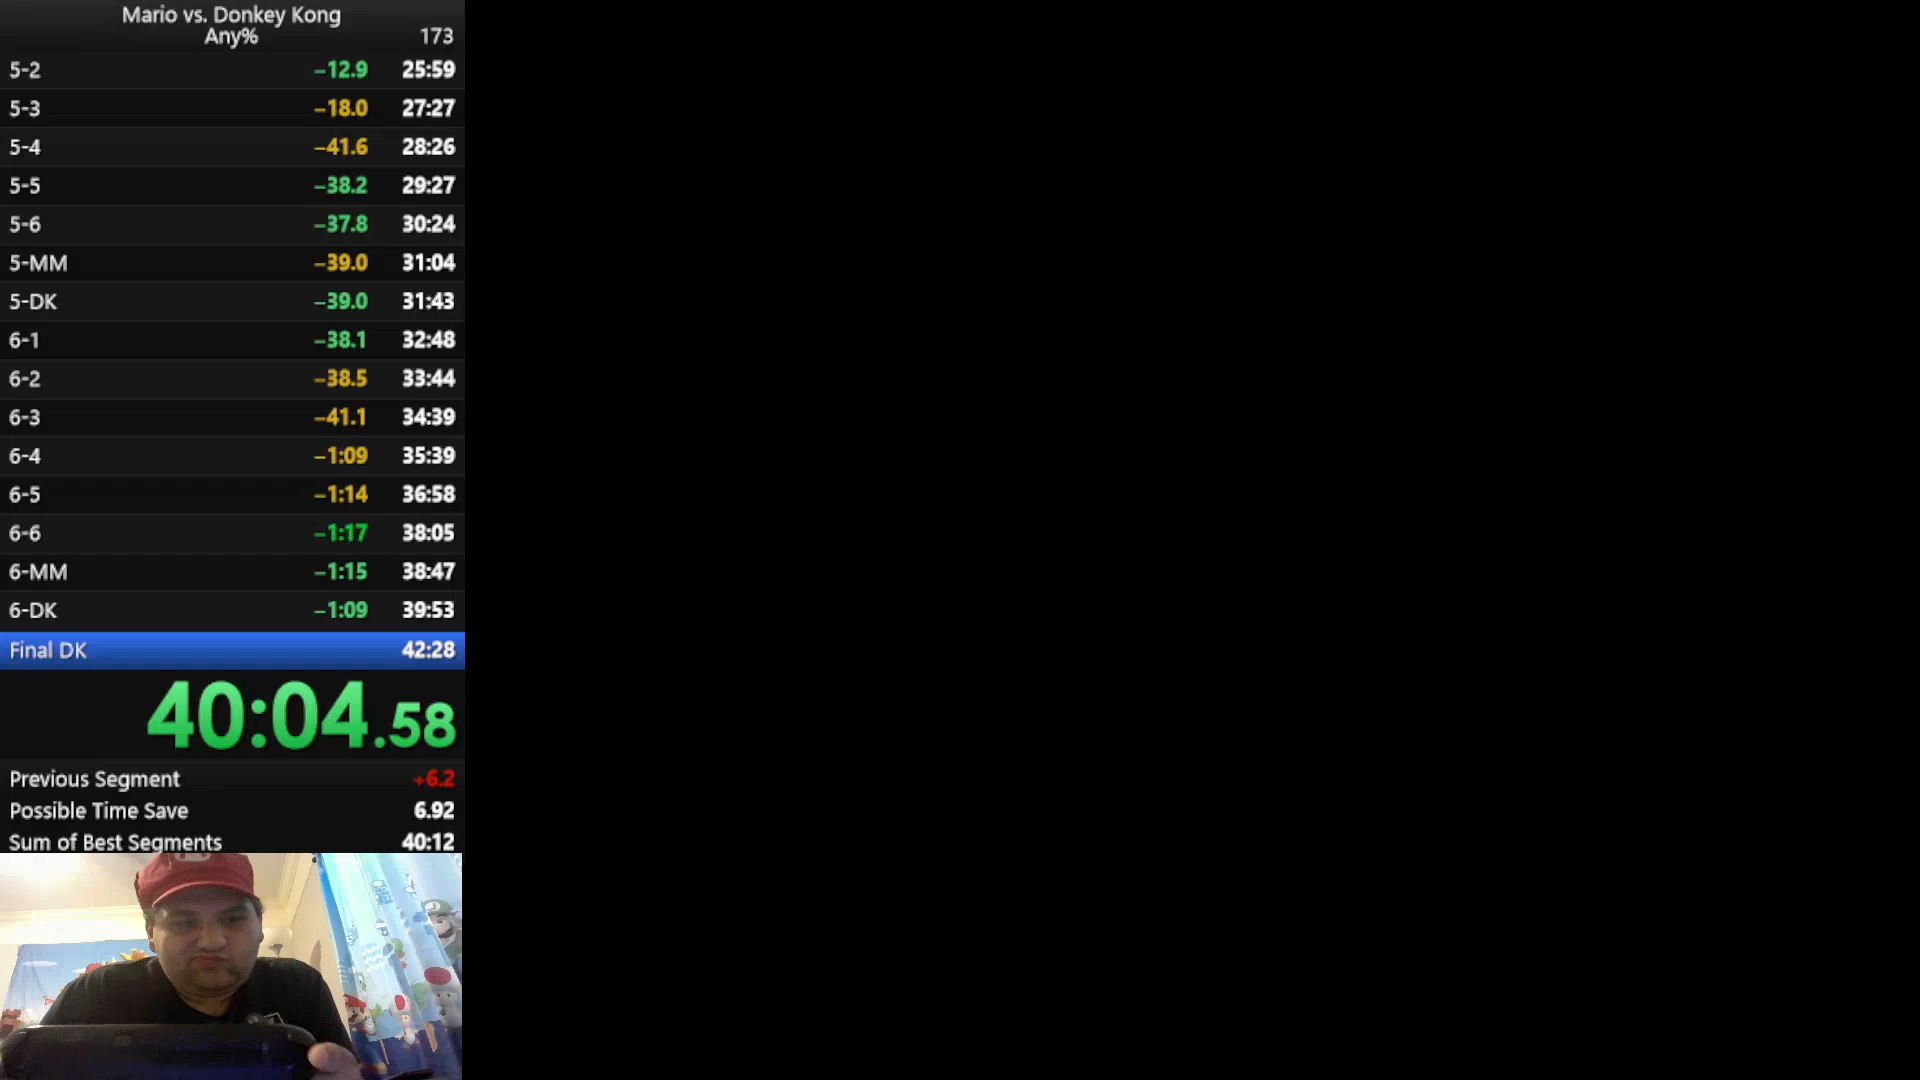 Mario vs. Donkey Kong
Any% 173
5-2 −12.9 25:59
5-3 −18.0 27:27
5-4 −41.6 28:26
5-5 −38.2 29:27
5-6 −37.8 30:24
5-MM −39.0 31:04
5-DK −39.0 31:43
6-1 −38.1 32:48
6-2 −38.5 33:44
6-3 −41.1 34:39
6-4 −1:09 35:39
6-5 −1:14 36:58
6-6 −1:17 38:05
6-MM −1:15 38:47
6-DK −1:09 39:53
Final DK 42:28
40:04.58
Previous Segment +6.2
Possible Time Save 6.92
Sum of Best Segments 40:12